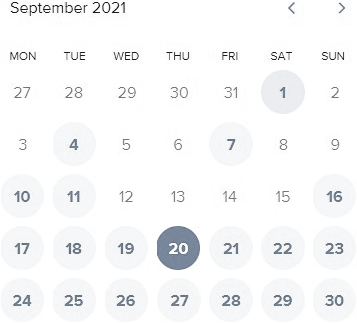 September 2021
MON TUE WED THU FRI SAT SUN
27 28 29 30 31 1 2
3 4 5 6 7 8 9
10 11 12 13 14 15 16
17 18 19 20 21 22 23
24 25 26 27 28 29 30